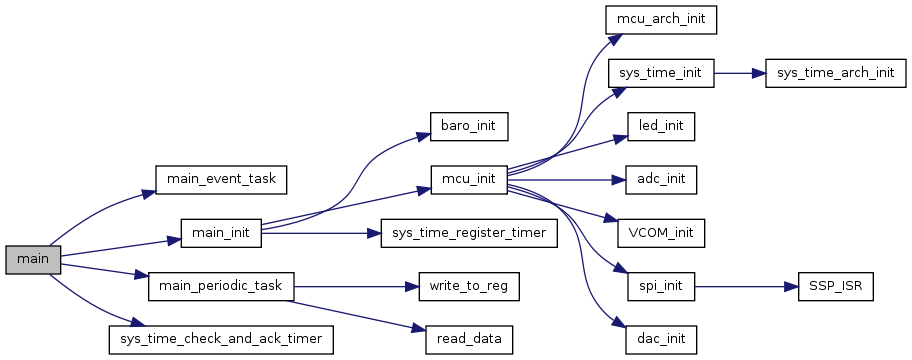 mcu_arch_init
sys_time_init
sys_time_arch_init
baro_init
led_init
main_event_task
mcu_init
adc_init
main_init
sys_time_register_timer
VCOM_init
main
main_periodic_task
write_to_reg
spi_init
SSP_ISR
sys_time_check_and_ack_timer
read_data
dac_init